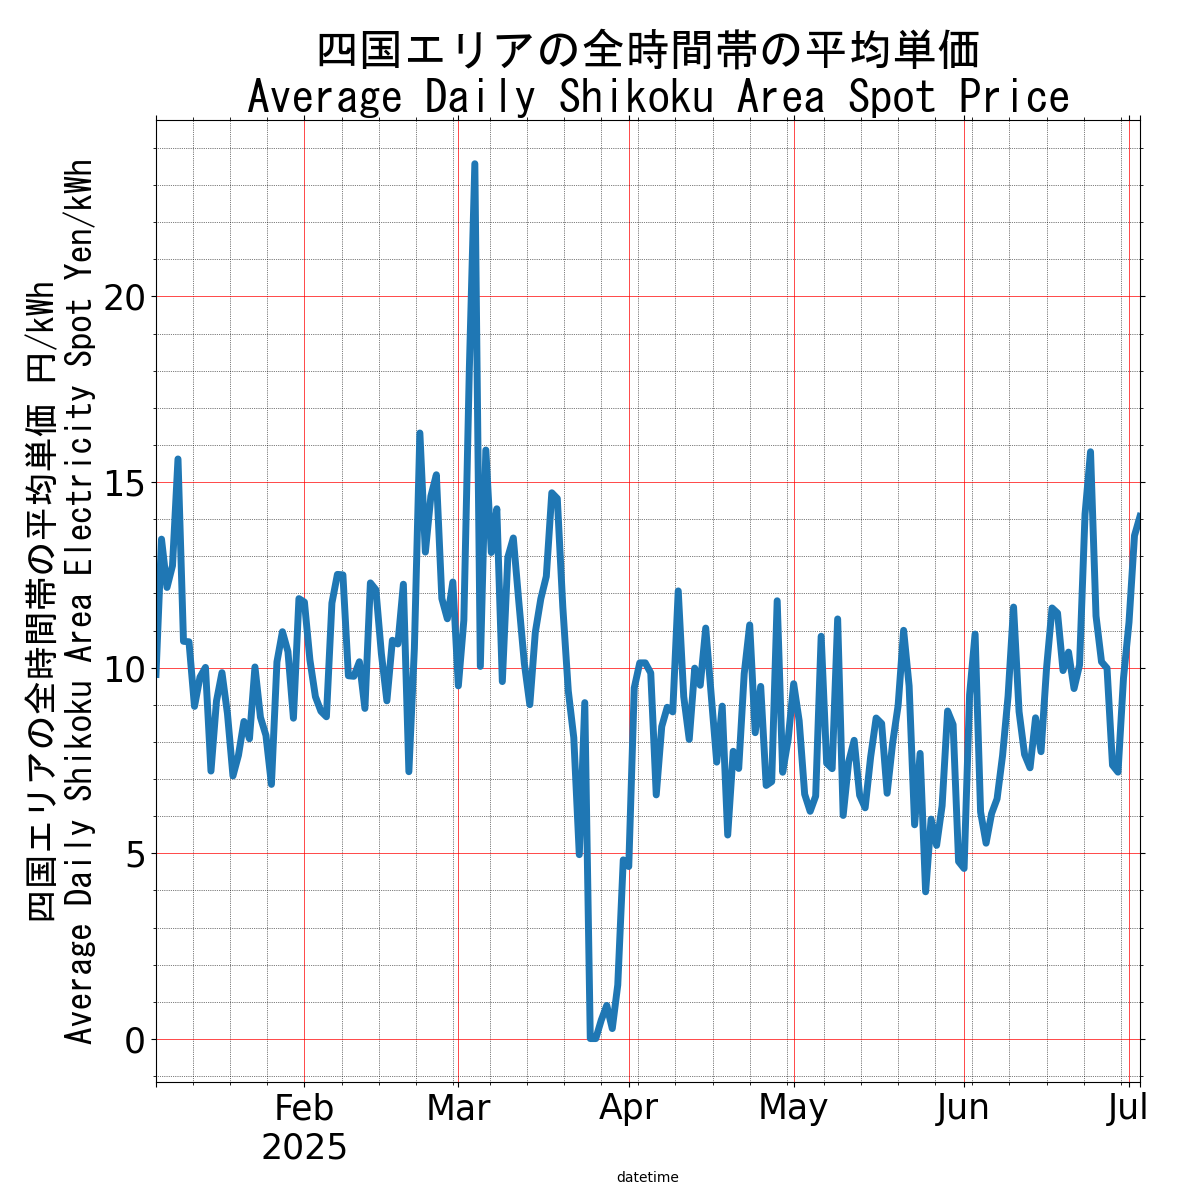 四国エリアの全時間帯の平均単価
Average Daily Shikoku Area Spot Price
四国エリアの全時間帯の平均単価 円/kWh
Average Daily Shikoku Area Electricity Spot Yen/kWh
20
15
10
5
0
Feb
2025
Mar
Apr
May
Jun
Jul
datetime